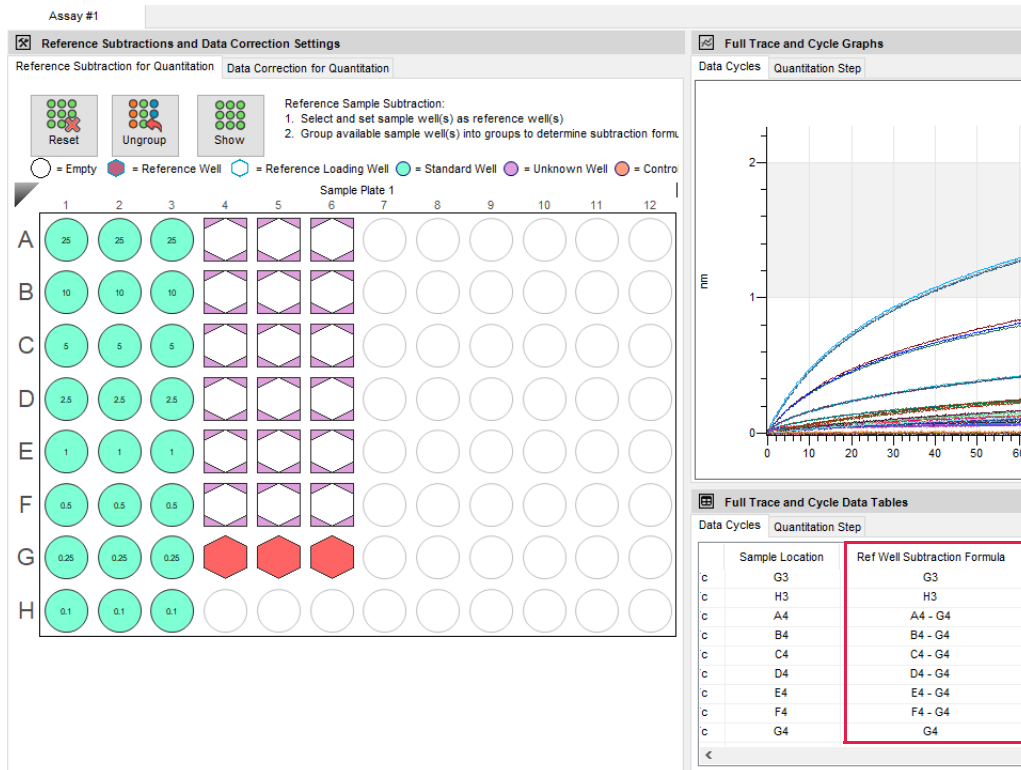 Assay #1
Reference Subtractions and Data Correction Settings
Reference Subtraction for Quantitation Data Correction for Quantitation
Reset Ungroup Show
Reference Sample Subtraction:
1. Select and set sample well(s) as reference well(s)
2. Group available sample well(s) into groups to determine subtraction formu
= Empty = Reference Well = Reference Loading Well = Standard Well = Unknown Well = Contro
Sample Plate 1
1 2 3 4 5 6 7 8 9 10 11 12
A 25 25 25
B 10 10 10
C 5 5 5
D 2.5 2.5 2.5
E 1 1 1
F 0.5 0.5 0.5
G 0.25 0.25 0.25
H 0.1 0.1 0.1
Full Trace and Cycle Graphs
Data Cycles Quantitation Step
2
1
0
nm
0 10 20 30 40 50 60
Full Trace and Cycle Data Tables
Data Cycles Quantitation Step
Sample Location Ref Well Subtraction Formula
c G3 G3
c H3 H3
c A4 A4 - G4
c B4 B4 - G4
c C4 C4 - G4
c D4 D4 - G4
c E4 E4 - G4
c F4 F4 - G4
c G4 G4